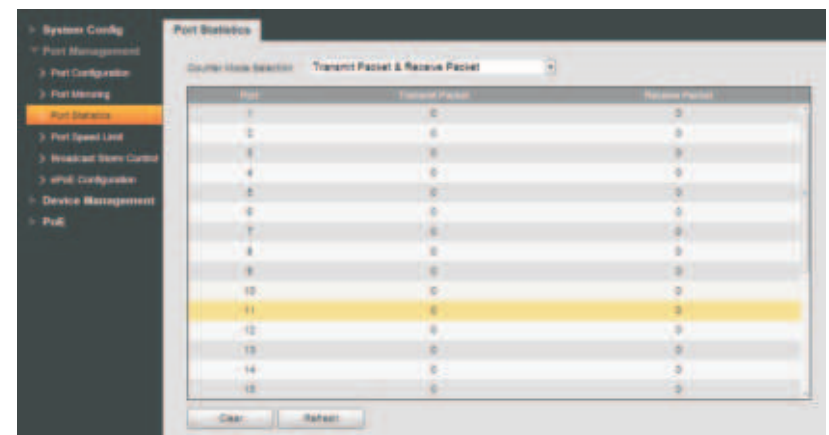 System Config
Port Management
Port Configuration
Port Mirroring
Port Statistics
Port Speed Limit
Broadcast Storm Control
ePoE Configuration
Device Management
PoE
Port Statistics
Counter Mode Selection Transmit Packet & Receive Packet
Port Transmit Packet Receive Packet
1 0 0
2 0 0
3 0 0
4 0 0
5 0 0
6 0 0
7 0 0
8 0 0
9 0 0
10 0 0
11 0 0
12 0 0
13 0 0
14 0 0
15 0 0
Clear Refresh